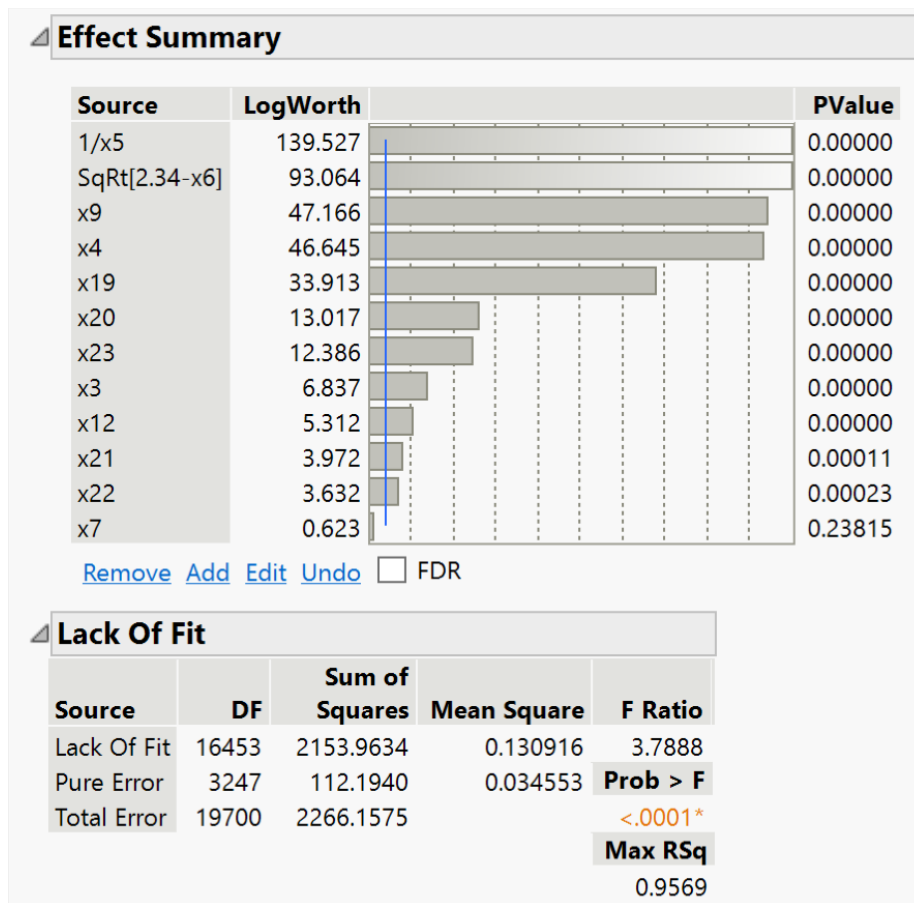 Effect Summary
Source LogWorth PValue
1/x5 139.527 0.00000
SqRt[2.34-x6] 93.064 0.00000
x9 47.166 0.00000
x4 46.645 0.00000
x19 33.913 0.00000
x20 13.017 0.00000
x23 12.386 0.00000
x3 6.837 0.00000
x12 5.312 0.00000
x21 3.972 0.00011
x22 3.632 0.00023
x7 0.623 0.23815
Remove Add Edit Undo FDR
Lack Of Fit
Sum of
Source DF Squares Mean Square F Ratio
Lack Of Fit 16453 2153.9634 0.130916 3.7888
Pure Error 3247 112.1940 0.034553 Prob > F
Total Error 19700 2266.1575 <.0001*
Max RSq
0.9569